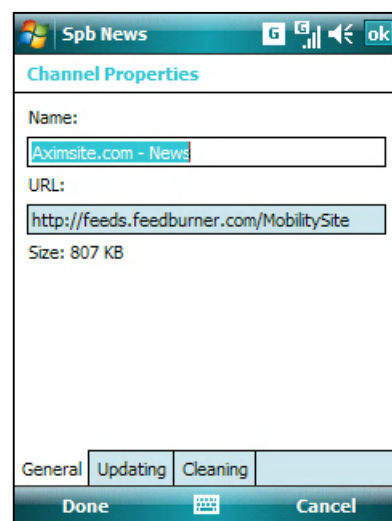 Spb News G G ok
Channel Properties
Name:
Aximsite.com - News
URL:
http://feeds.feedburner.com/MobilitySite
Size: 807 KB
General Updating Cleaning
Done Cancel